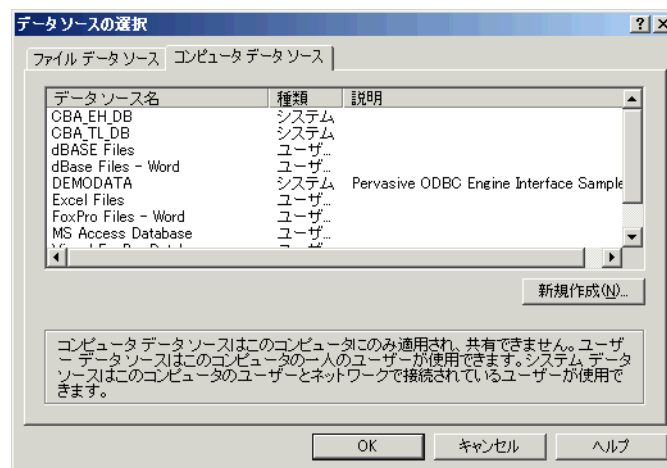 データソースの選択
ファイル データ ソース コンピュータ データ ソース
データ ソース名 種類 説明
CBA_EH_DB システム
CBA_TL_DB システム
dBASE Files ユーザ...
dBase Files - Word ユーザ...
DEMODATA システム Pervasive ODBC Engine Interface Sample
Excel Files ユーザ...
FoxPro Files - Word ユーザ...
MS Access Database ユーザ...
新規作成(N)...
コンピュータ データ ソースはこのコンピュータにのみ適用され、共有できません。ユーザ
ー データ ソースはこのコンピュータの一人のユーザーが使用できます。システム データ
ソースはこのコンピュータのユーザーとネットワークで接続されているユーザーが使用で
きます。
OK キャンセル ヘルプ